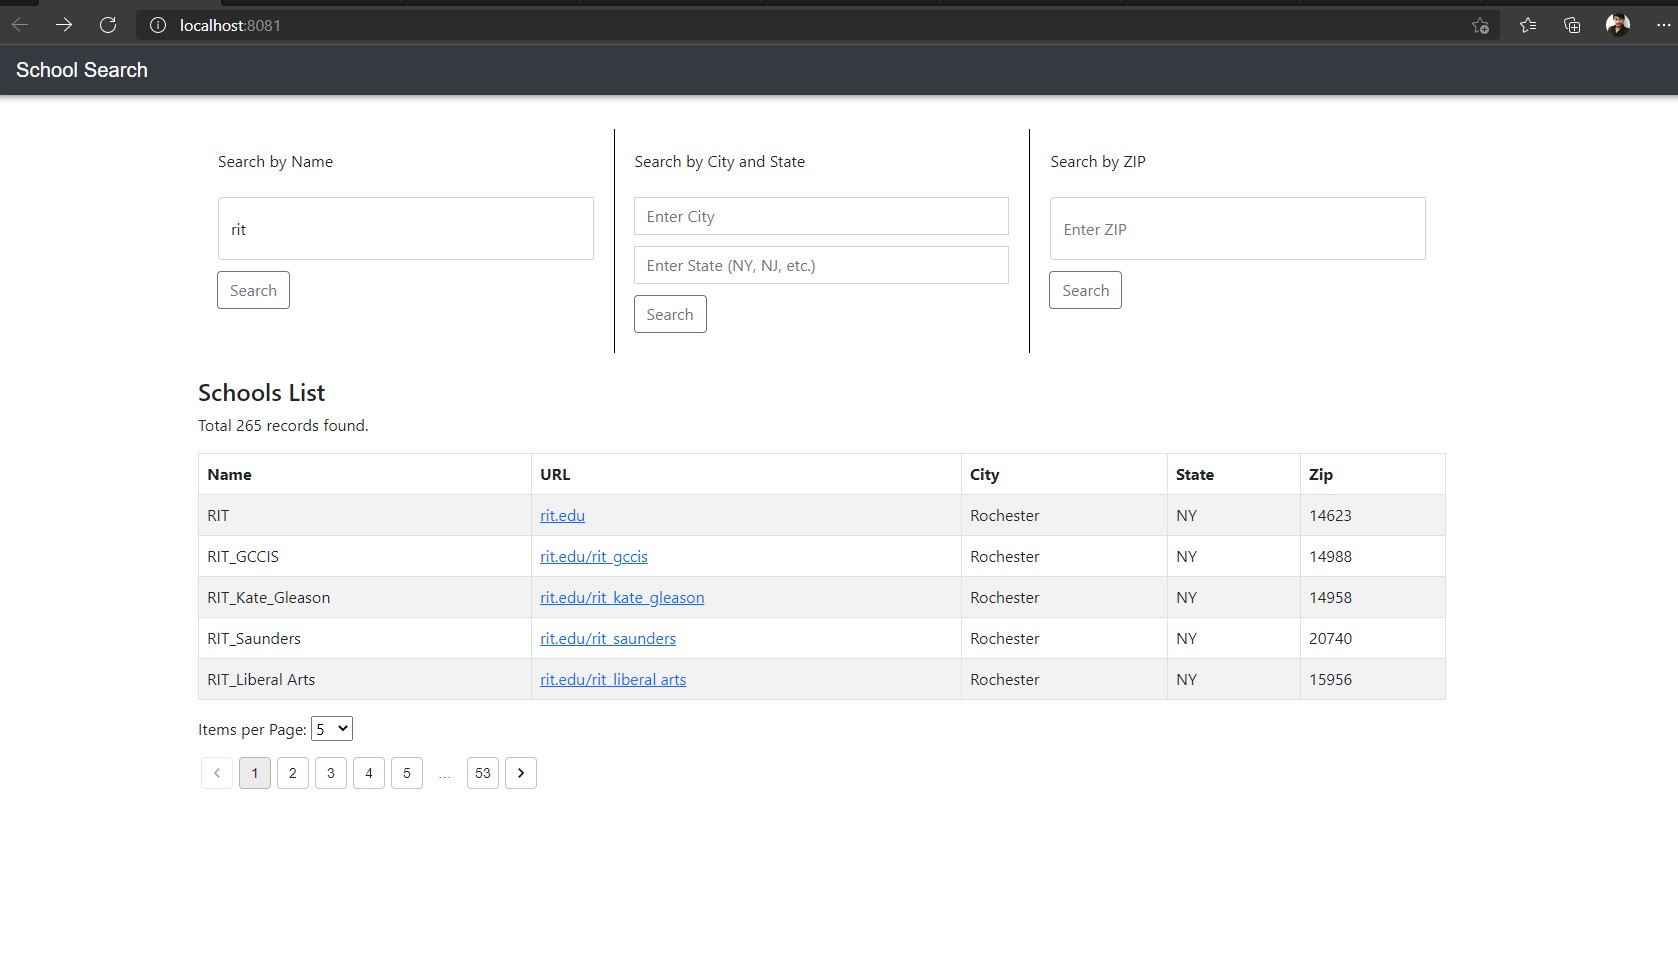 localhost:8081
School Search
Search by Name
rit
Search
Search by City and State
Enter City
Enter State (NY, NJ, etc.)
Search
Search by ZIP
Enter ZIP
Search
Schools List
Total 265 records found.
Name URL City State Zip
RIT rit.edu Rochester NY 14623
RIT_GCCIS rit.edu/rit_gccis Rochester NY 14988
RIT_Kate_Gleason rit.edu/rit_kate_gleason Rochester NY 14958
RIT_Saunders rit.edu/rit_saunders Rochester NY 20740
RIT_Liberal Arts rit.edu/rit_liberal arts Rochester NY 15956
Items per Page: 5
1 2 3 4 5 ... 53